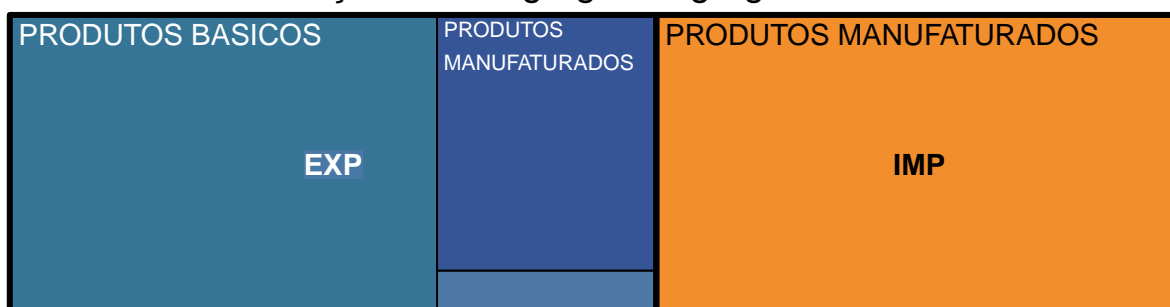 PRODUTOS BASICOS
PRODUTOS
MANUFATURADOS
PRODUTOS MANUFATURADOS
EXP
IMP